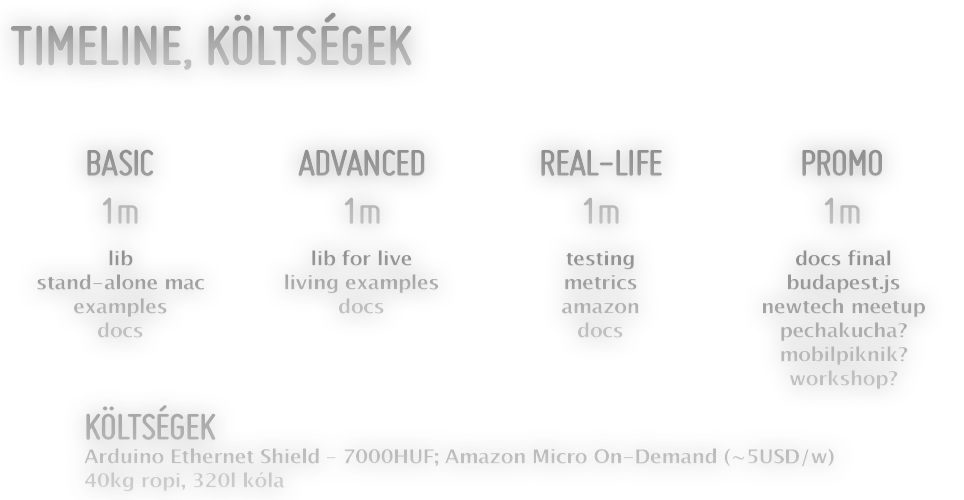 TIMELINE, KÖLTSÉGEK
BASIC
1m
lib
stand-alone mac
examples
docs
ADVANCED
1m
lib for live
living examples
docs
REAL-LIFE
1m
testing
metrics
amazon
docs
PROMO
1m
docs final
budapest.js
newtech meetup
pechakucha?
mobilpiknik?
workshop?
KÖLTSÉGEK
Arduino Ethernet Shield - 7000HUF; Amazon Micro On-Demand (~5USD/w)
40kg ropi, 320l kóla